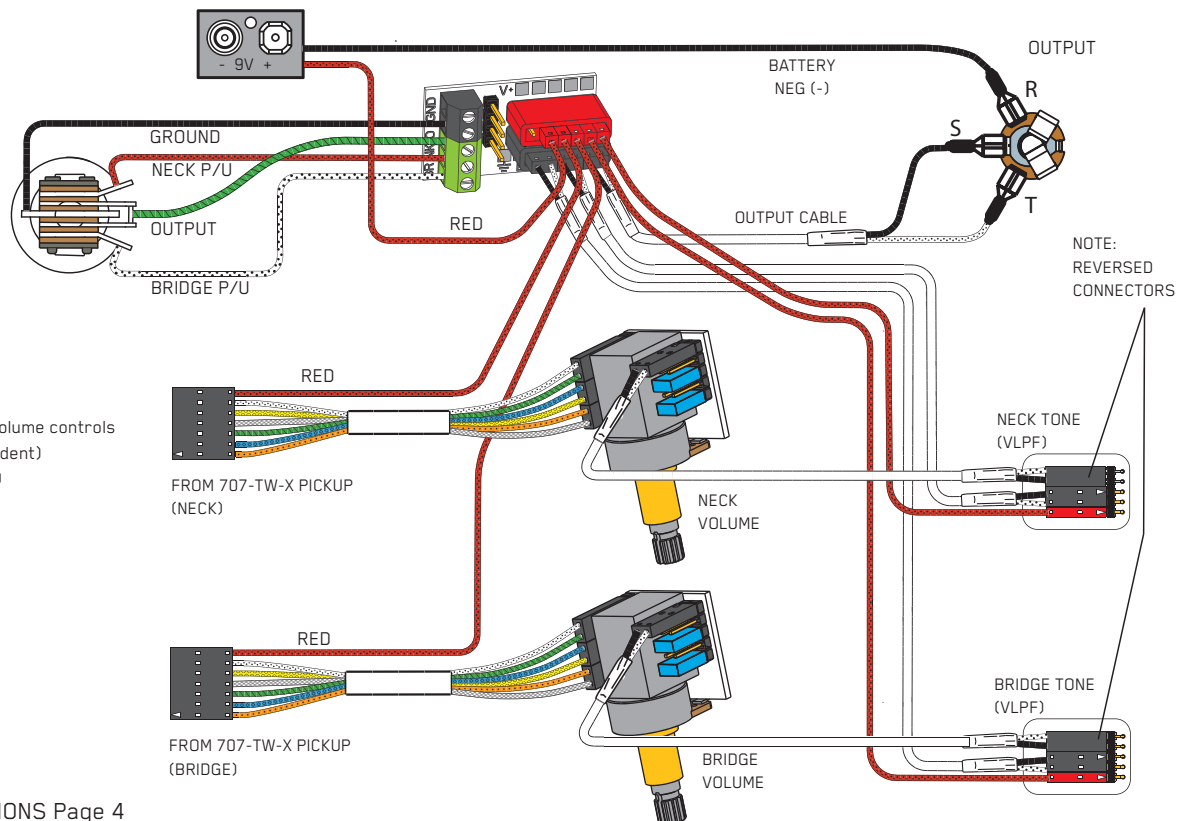 - 9V +
BATTERY
NEG (-)
OUTPUT
R
S
T
V+
GND
GROUND
NECK P/U
OUTPUT
BRIDGE P/U
RED
OUTPUT CABLE
NOTE:
REVERSED
CONNECTORS
RED
olume controls
dent)
FROM 707-TW-X PICKUP
(NECK)
NECK
VOLUME
NECK TONE
(VLPF)
RED
FROM 707-TW-X PICKUP
(BRIDGE)
BRIDGE
VOLUME
BRIDGE TONE
(VLPF)
IONS Page 4